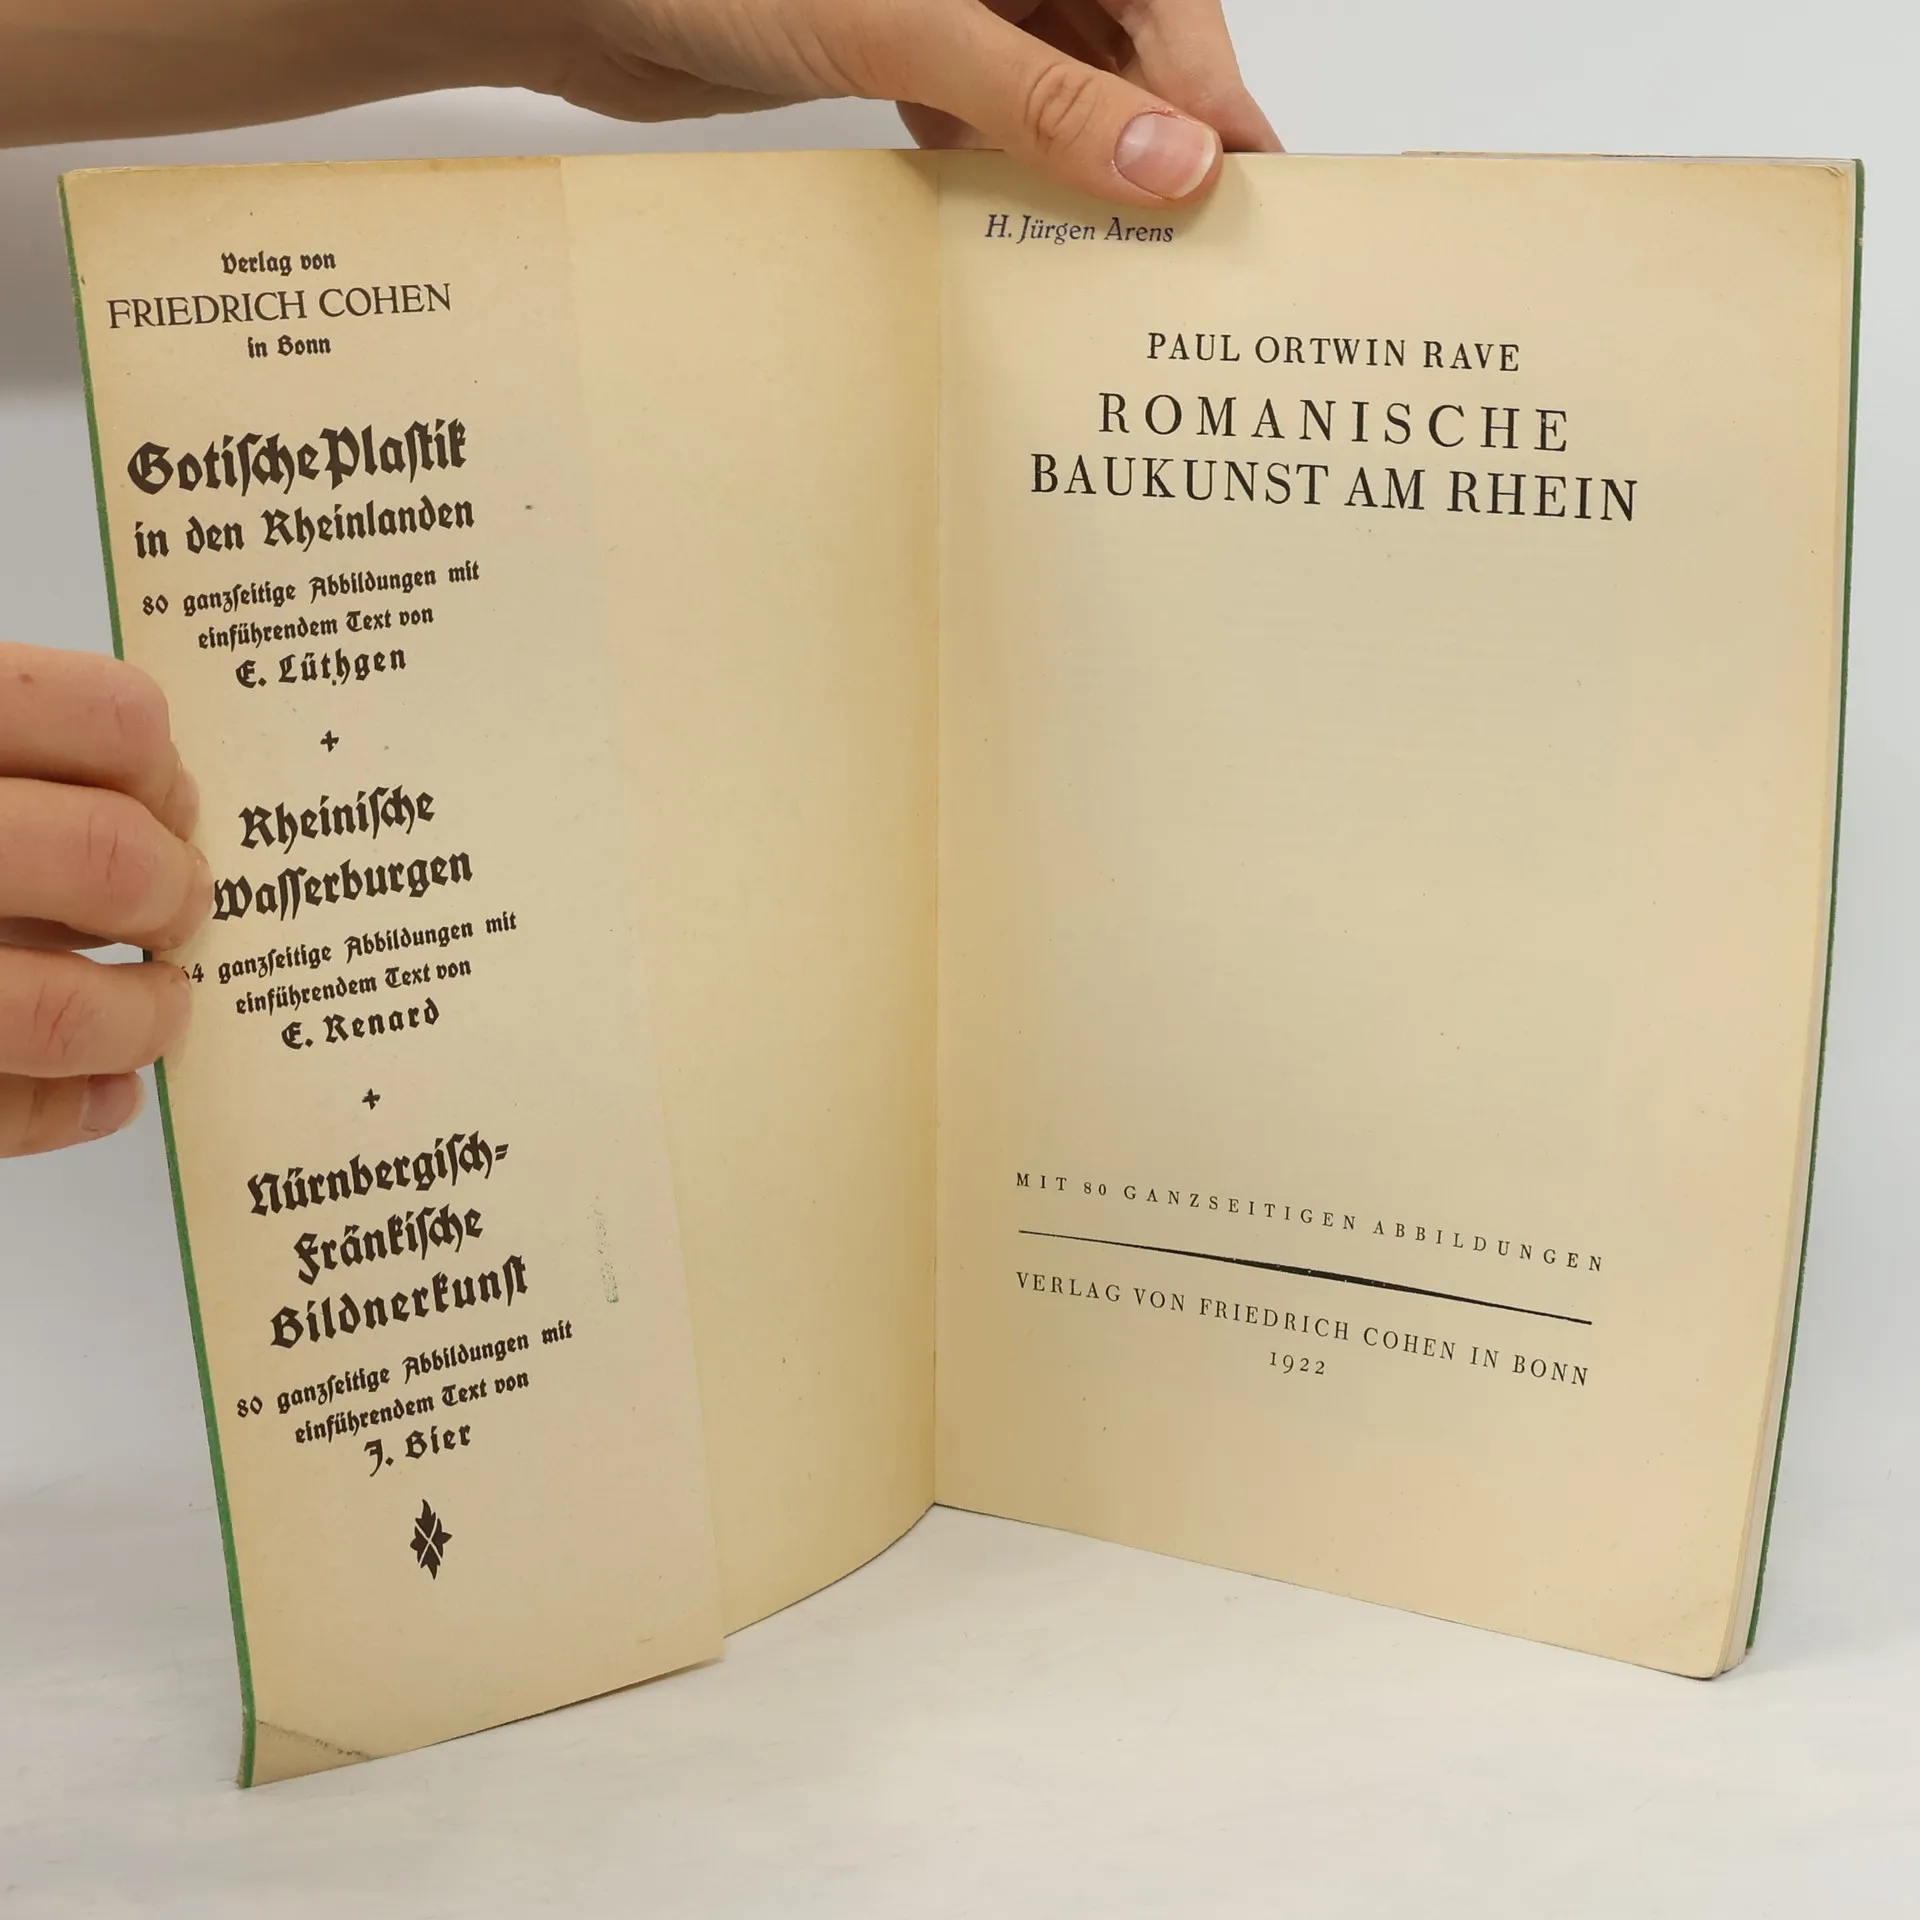 Verlag von
FRIEDRICH COHEN
in Bonn
Gotiſche Plaſtik
in den Rheinlanden
80 ganzſeitige Abbildungen mit
einführendem Text von
E. Lüthgen
Rheiniſche
Waſſerburgen
ganzſeitige Abbildungen mit
einführendem Text von
E. Renard
Nürnbergiſch=
Fränkiſche
Bildnerkunſt
80 ganzſeitige Abbildungen mit
einführendem Text von
J. Bier
H. Jürgen Arens
PAUL ORTWIN RAVE
ROMANISCHE
BAUKUNST AM RHEIN
MIT 80 GANZSEITIGEN ABBILDUNGEN
VERLAG VON FRIEDRICH COHEN IN BONN
1922